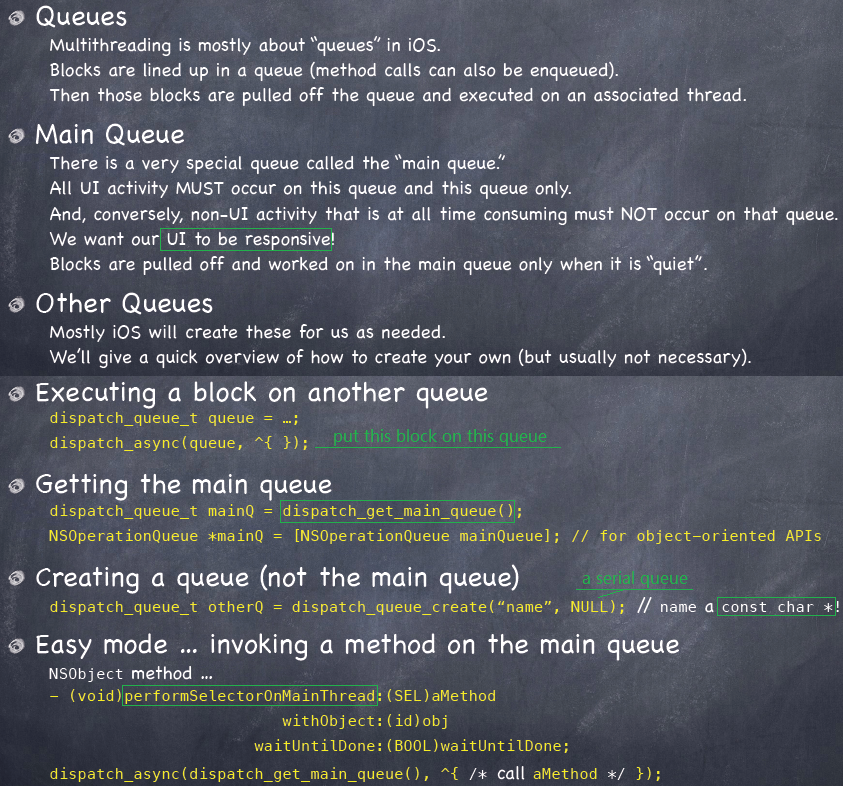 Queues
Multithreading is mostly about “queues” in iOS.
Blocks are lined up in a queue (method calls can also be enqueued).
Then those blocks are pulled off the queue and executed on an associated thread.
Main Queue
There is a very special queue called the “main queue.”
All UI activity MUST occur on this queue and this queue only.
And, conversely, non-UI activity that is at all time consuming must NOT occur on that queue.
We want our UI to be responsive!
Blocks are pulled off and worked on in the main queue only when it is “quiet”.
Other Queues
Mostly iOS will create these for us as needed.
We’ll give a quick overview of how to create your own (but usually not necessary).
Executing a block on another queue
dispatch_queue_t queue = …;
dispatch_async(queue, ^{ }); put this block on this queue
Getting the main queue
dispatch_queue_t mainQ = dispatch_get_main_queue();
NSOperationQueue *mainQ = [NSOperationQueue mainQueue]; // for object-oriented APIs
Creating a queue (not the main queue) a serial queue
dispatch_queue_t otherQ = dispatch_queue_create(“name”, NULL); // name a const char *!
Easy mode … invoking a method on the main queue
NSObject method …
- (void)performSelectorOnMainThread:(SEL)aMethod
withObject:(id)obj
waitUntilDone:(BOOL)waitUntilDone;
dispatch_async(dispatch_get_main_queue(), ^{ /* call aMethod */ });